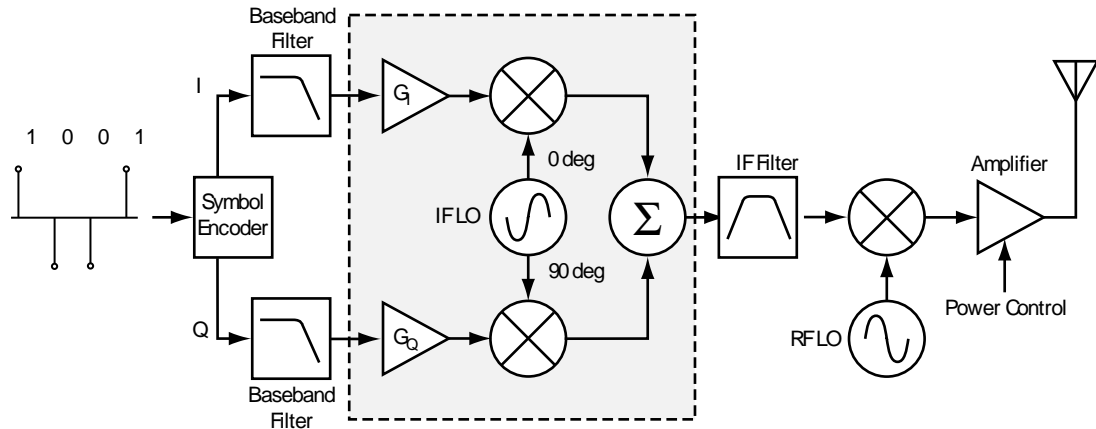 Baseband
Filter
I
G_I
1 0 0 1
0 deg
IF Filter
Amplifier
Symbol
Encoder
IF LO
Σ
90 deg
Power Control
Q
G_Q
RF LO
Baseband
Filter